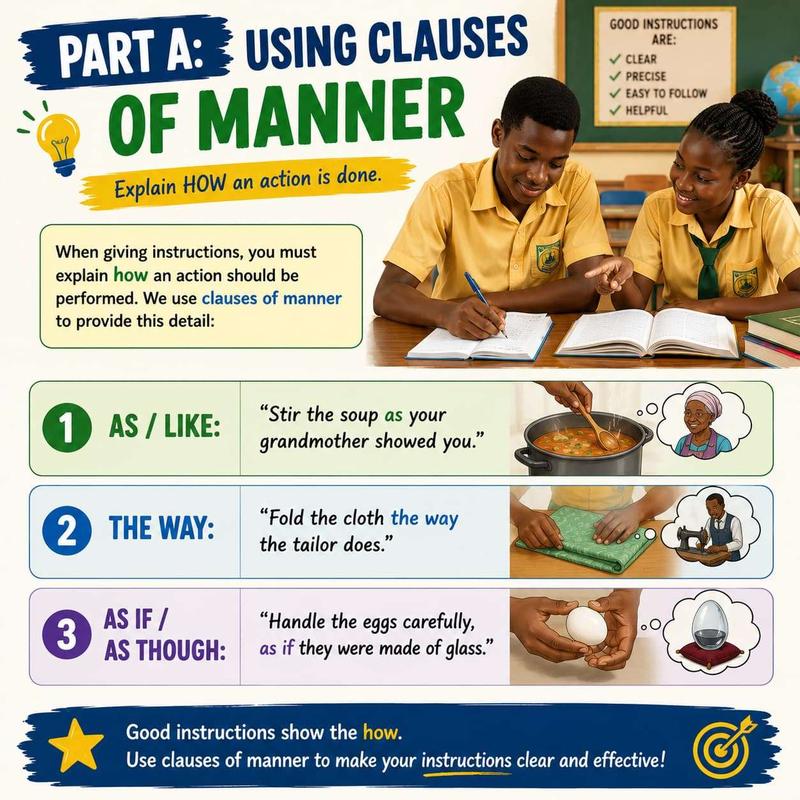 PART A: USING CLAUSES
OF MANNER
Explain HOW an action is done.
GOOD INSTRUCTIONS
ARE:
✓ CLEAR
✓ PRECISE
✓ EASY TO FOLLOW
✓ HELPFUL
When giving instructions, you must
explain how an action should be
performed. We use clauses of manner
to provide this detail:
1 AS / LIKE:
“Stir the soup as your
grandmother showed you.”
2 THE WAY:
“Fold the cloth the way
the tailor does.”
3 AS IF /
AS THOUGH:
“Handle the eggs carefully,
as if they were made of glass.”
Good instructions show the how.
Use clauses of manner to make your instructions clear and effective!